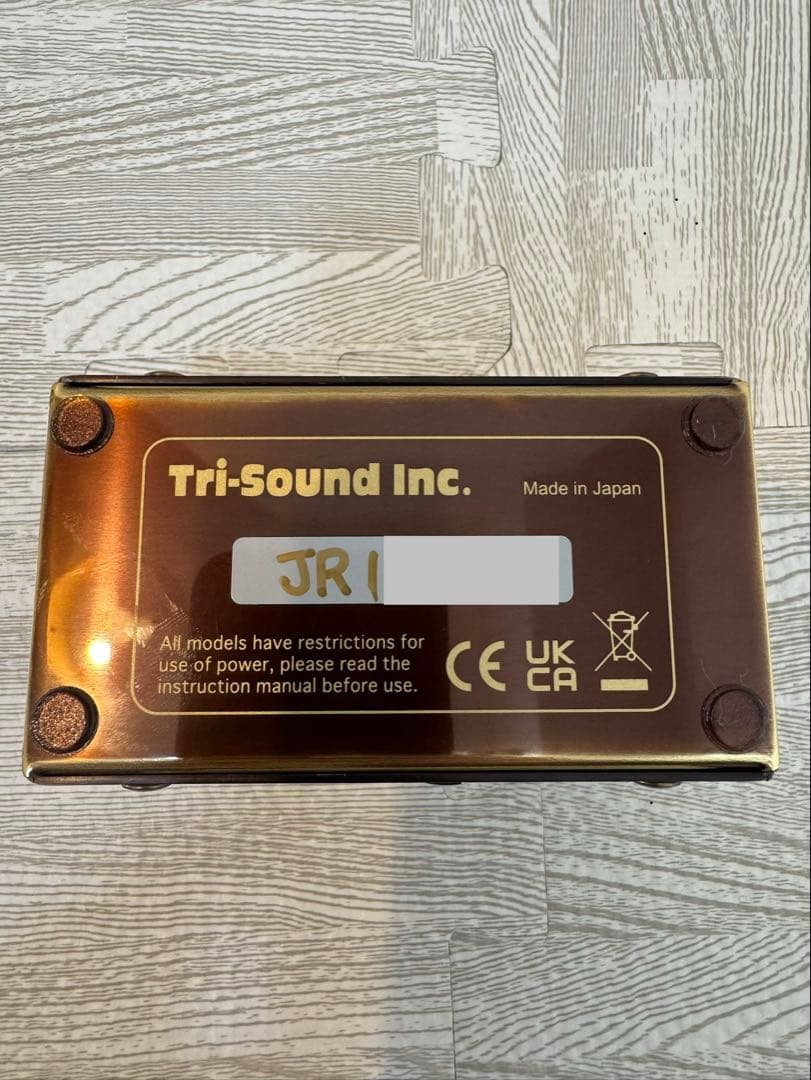 Tri-Sound Inc.
Made in Japan
JR1
All models have restrictions for
use of power, please read the
instruction manual before use.
CE
UK
CA